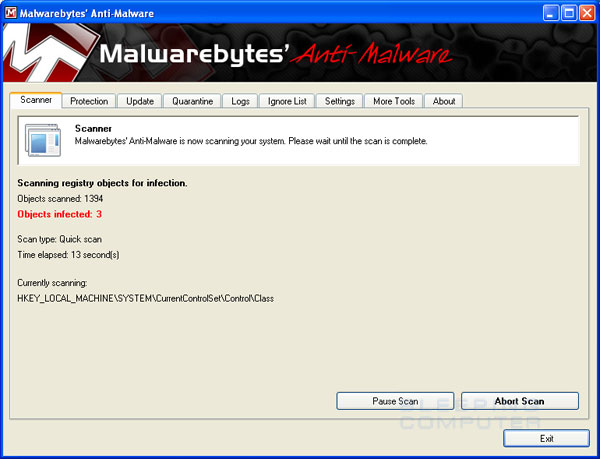 Malwarebytes' Anti-Malware
Malwarebytes' Anti-Malware
Scanner Protection Update Quarantine Logs Ignore List Settings More Tools About
Scanner
Malwarebytes' Anti-Malware is now scanning your system. Please wait until the scan is complete.
Scanning registry objects for infection.
Objects scanned: 1394
Objects infected: 3
Scan type: Quick scan
Time elapsed: 13 second(s)
Currently scanning:
HKEY_LOCAL_MACHINE\SYSTEM\CurrentControlSet\Control\Class
Pause Scan Abort Scan
BLEEPING
COMPUTER
Exit